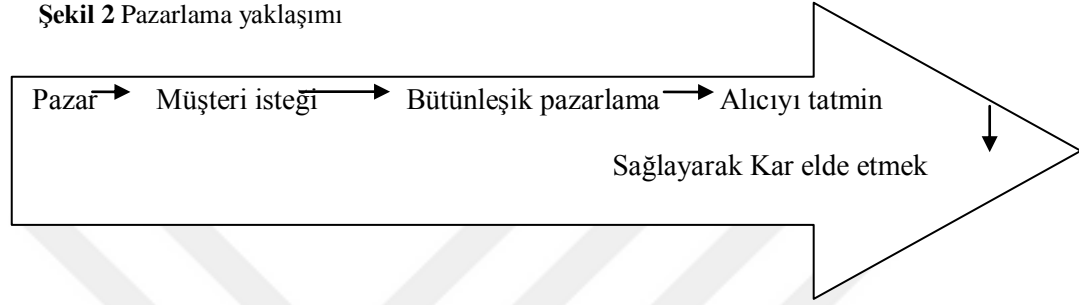 Şekil 2 Pazarlama yaklaşımı
Pazar Müşteri isteği Bütünleşik pazarlama Alıcıyı tatmin
Sağlayarak Kar elde etmek